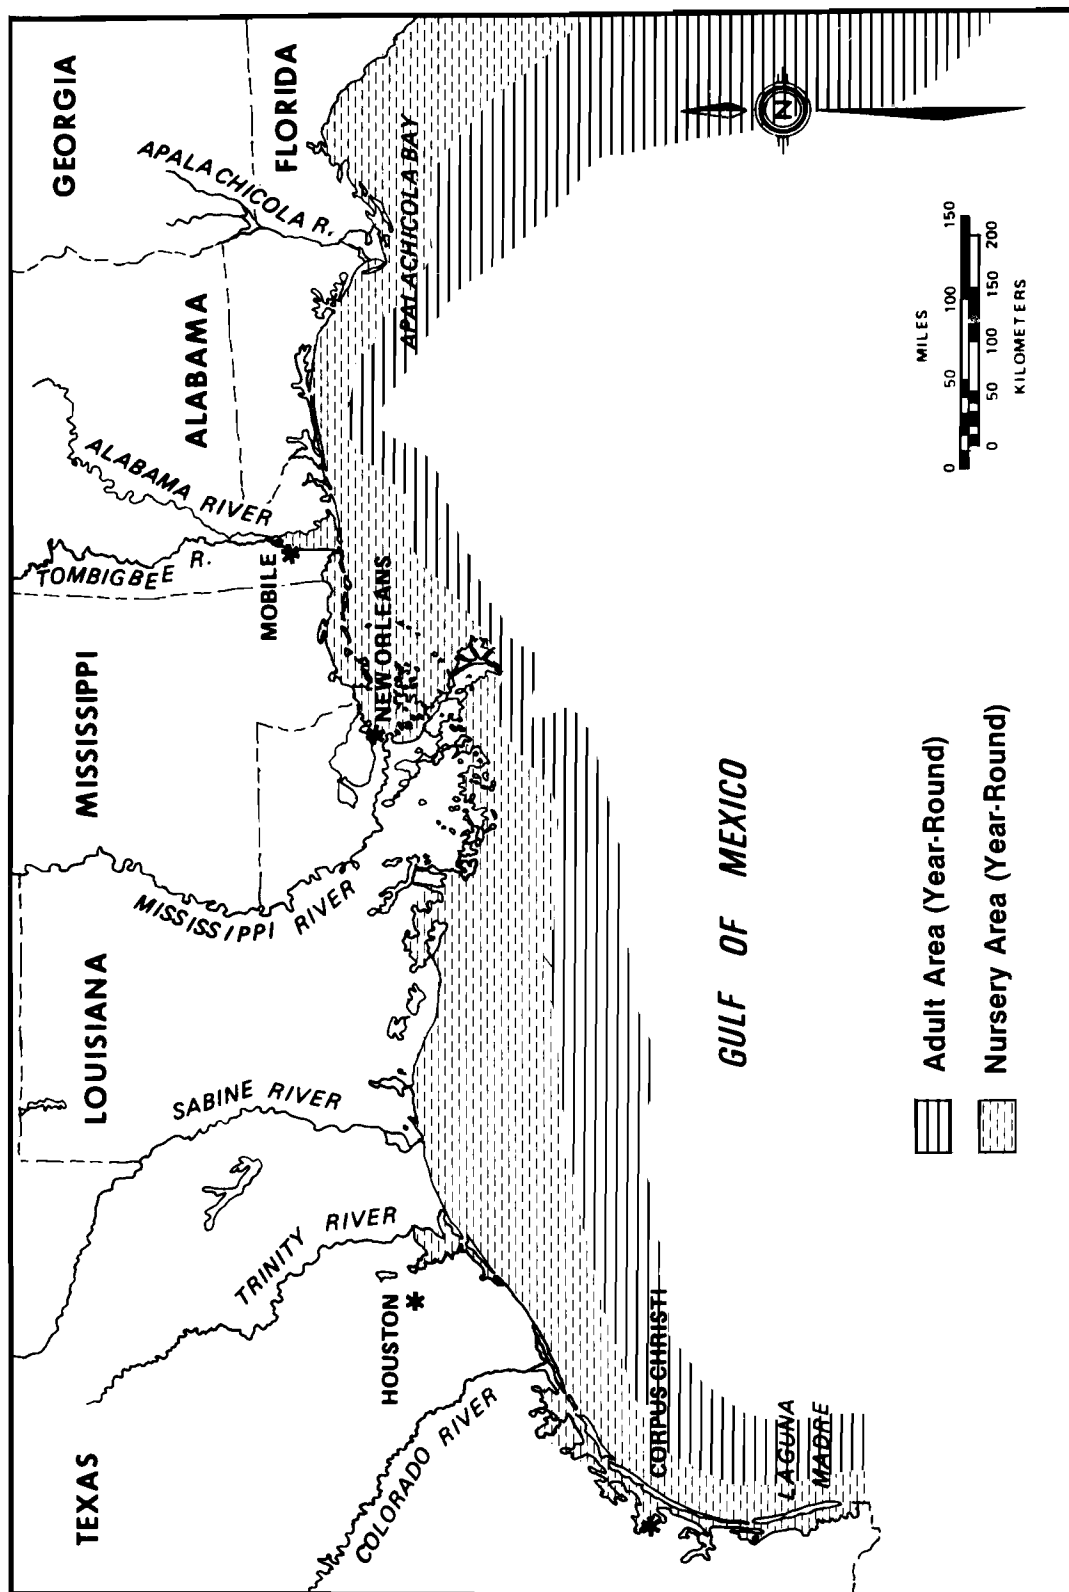 TEXAS
LOUISIANA
MISSISSIPPI
ALABAMA
GEORGIA
FLORIDA
COLORADO RIVER
TRINITY RIVER
SABINE RIVER
MISSISSIPPI RIVER
TOMBIGBEE R.
ALABAMA RIVER
APALACHICOLA R.
HOUSTON
CORPUS CHRISTI
LAGUNA
MADRE
NEW ORLEANS
MOBILE
APALACHICOLA BAY
GULF OF MEXICO
N
MILES
0 50 100 150
0 50 100 150 200
KILOMETERS
Adult Area (Year-Round)
Nursery Area (Year-Round)